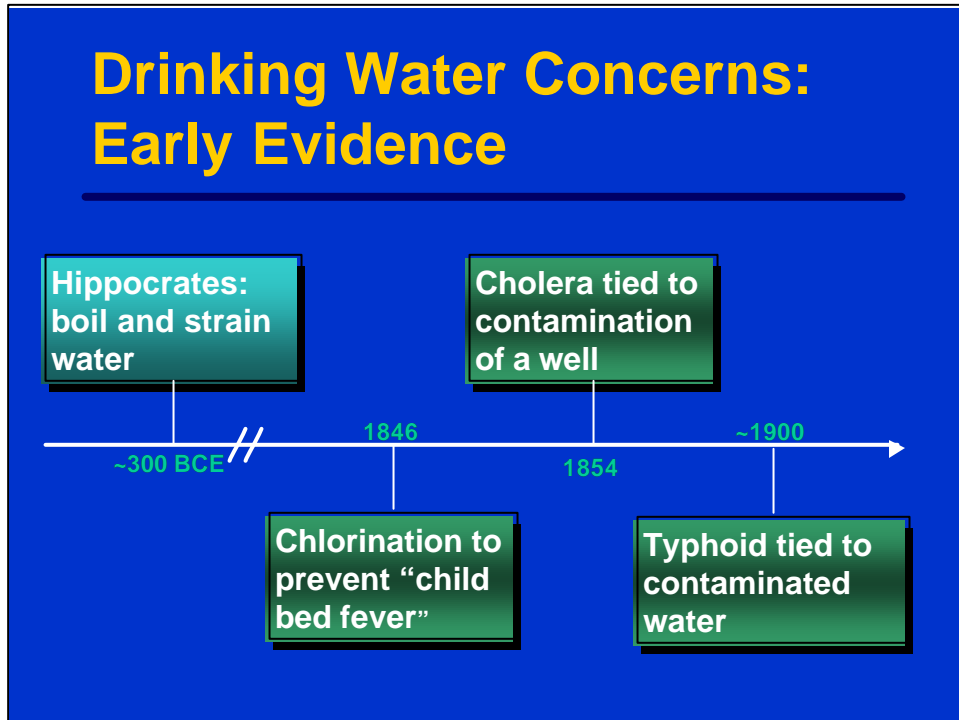 Drinking Water Concerns:
Early Evidence
Hippocrates:
boil and strain
water
Cholera tied to
contamination
of a well
1846
~1900
~300 BCE
1854
Chlorination to
prevent “child
bed fever”
Typhoid tied to
contaminated
water